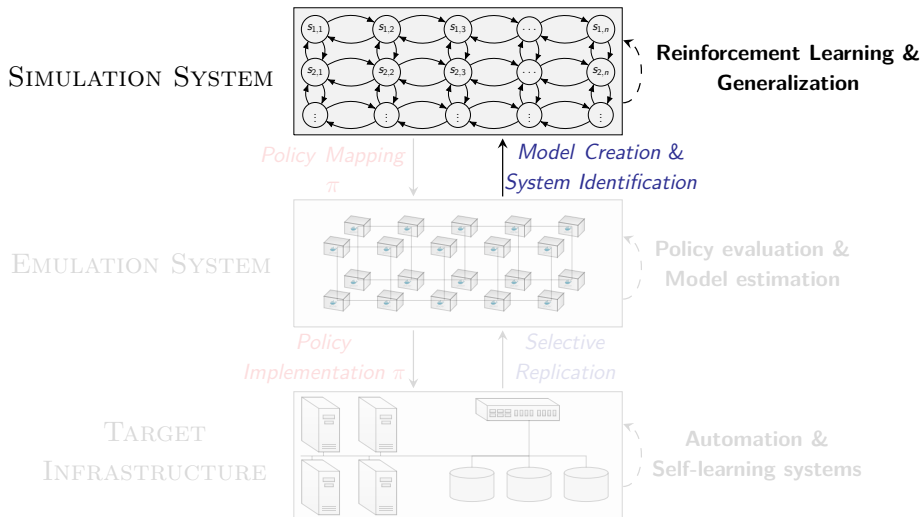 s1,1 s1,2 s1,3 ... s1,n
s2,1 s2,2 s2,3 ... s2,n
⋮ ⋮ ⋮ ⋮ ⋮
SIMULATION SYSTEM
Reinforcement Learning &
Generalization
Policy Mapping
π
Model Creation &
System Identification
EMULATION SYSTEM
Policy evaluation &
Model estimation
Policy
Implementation π
Selective
Replication
TARGET
INFRASTRUCTURE
Automation &
Self-learning systems